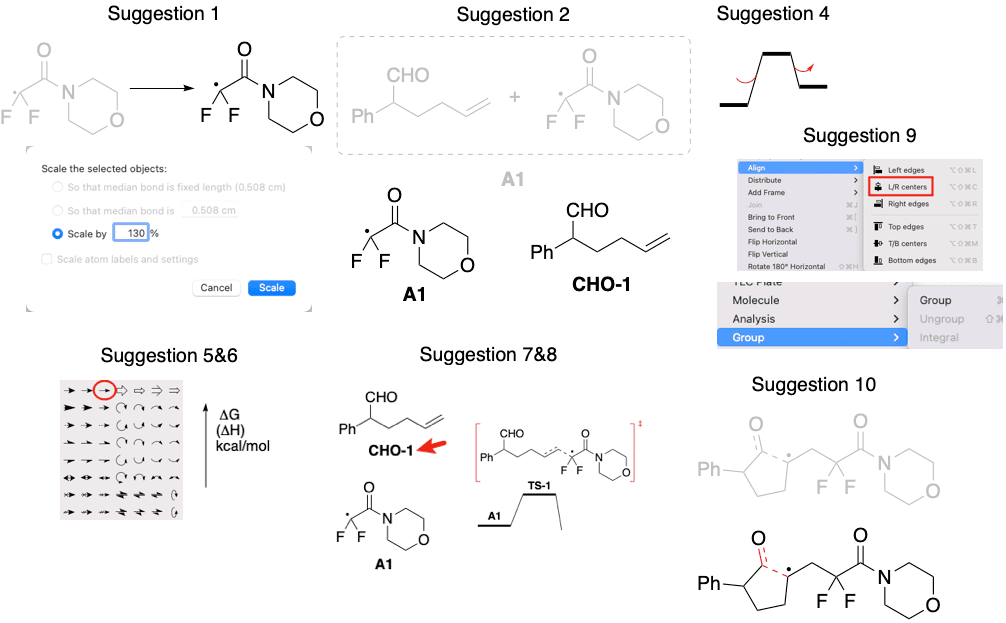 Suggestion 1
O
N
F F
O
O
N
F F
O
Scale the selected objects:
So that median bond is fixed length (0.508 cm)
So that median bond is 0.508 cm
Scale by 130 %
Scale atom labels and settings
Cancel Scale
Suggestion 2
CHO
Ph
+
O
N
F F
O
A1
O
N
F F
O
A1
CHO
Ph
CHO-1
Suggestion 4
Suggestion 9
Align
Distribute
Add Frame
Join ⌘J
Bring to Front ⌘[
Send to Back ⌘]
Flip Horizontal
Flip Vertical
Rotate 180° Horizontal ⇧⌘H
Left edges ⌥⇧⌘L
L/R centers ⌥⇧⌘C
Right edges ⌥⇧⌘R
Top edges ⌥⇧⌘T
T/B centers ⌥⇧⌘M
Bottom edges ⌥⇧⌘B
TLC Plate
Molecule
Analysis
Group
Group
Ungroup
Integral
Suggestion 5&6
ΔG
(ΔH)
kcal/mol
Suggestion 7&8
CHO
Ph
CHO-1
O
N
F F
O
A1
CHO
Ph
O
N
F F
O
‡
TS-1
A1
Suggestion 10
O
O
Ph
N
F F
O
O
O
Ph
N
F F
O